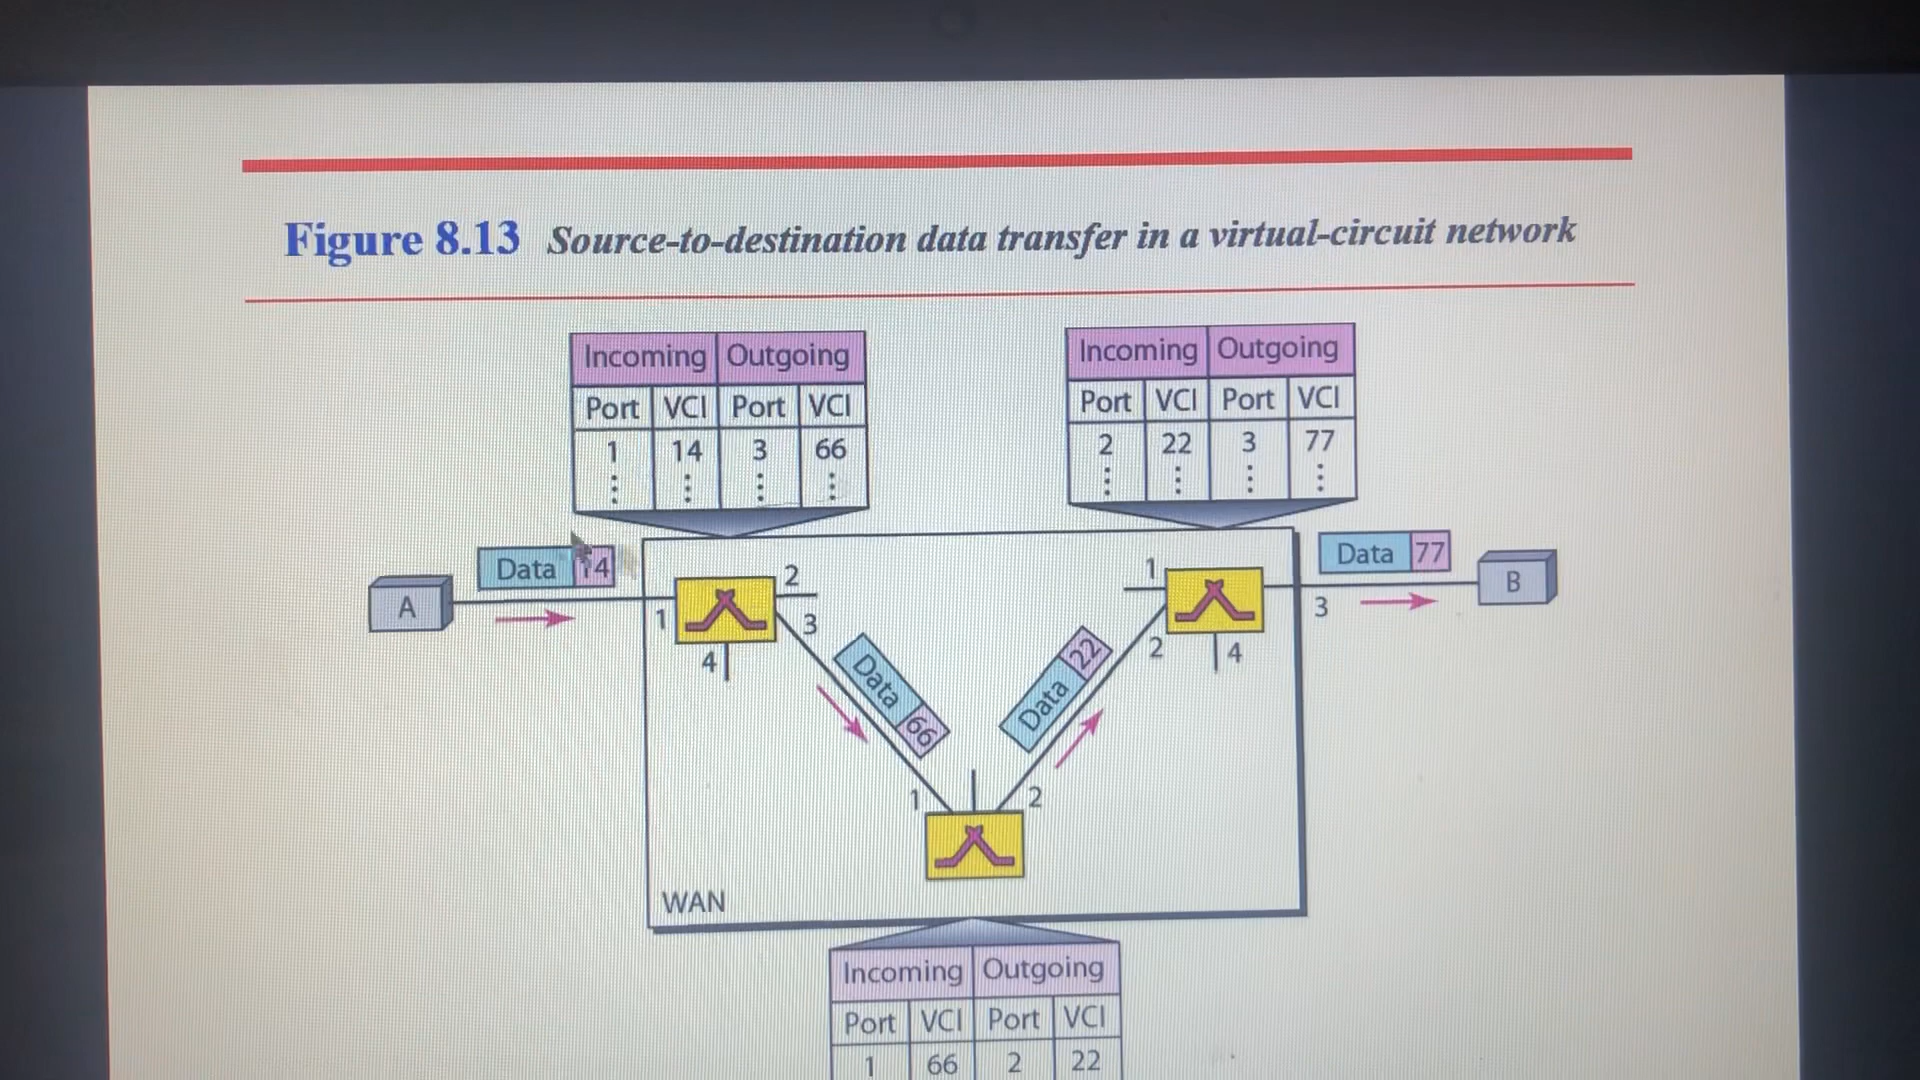 Figure 8.13 Source-to-destination data transfer in a virtual-circuit network
Incoming Outgoing
Port VCI Port VCI
1 14 3 66
⋮ ⋮ ⋮ ⋮
Incoming Outgoing
Port VCI Port VCI
2 22 3 77
⋮ ⋮ ⋮ ⋮
A
Data 14
1
2
3
4
Data 66
1
2
Data 22
1
2
4
3
Data 77
B
WAN
Incoming Outgoing
Port VCI Port VCI
1 66 2 22